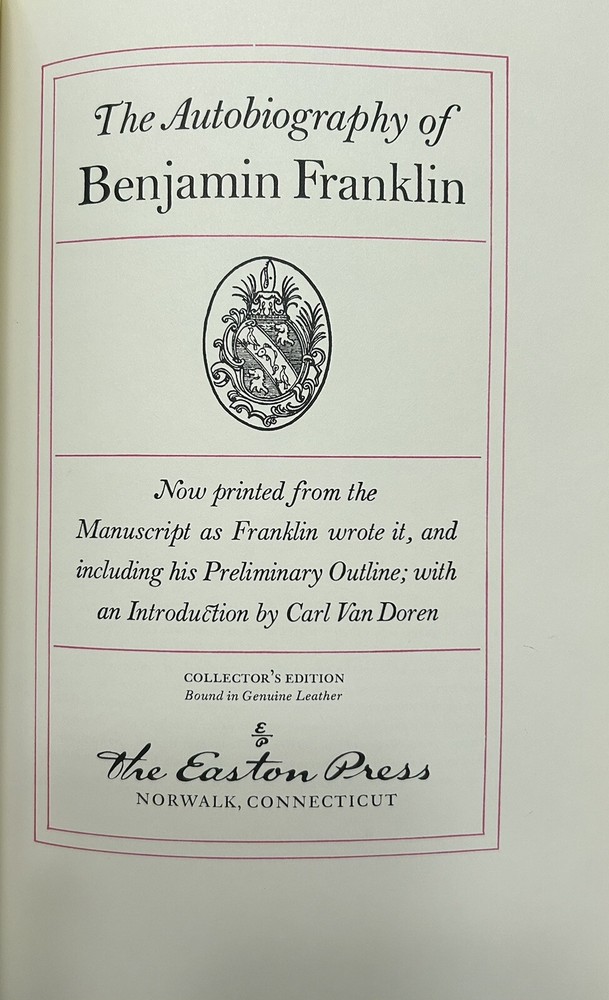 The Autobiography of
Benjamin Franklin
Now printed from the
Manuscript as Franklin wrote it, and
including his Preliminary Outline; with
an Introduction by Carl Van Doren
COLLECTOR'S EDITION
Bound in Genuine Leather
E
P
The Easton Press
NORWALK, CONNECTICUT